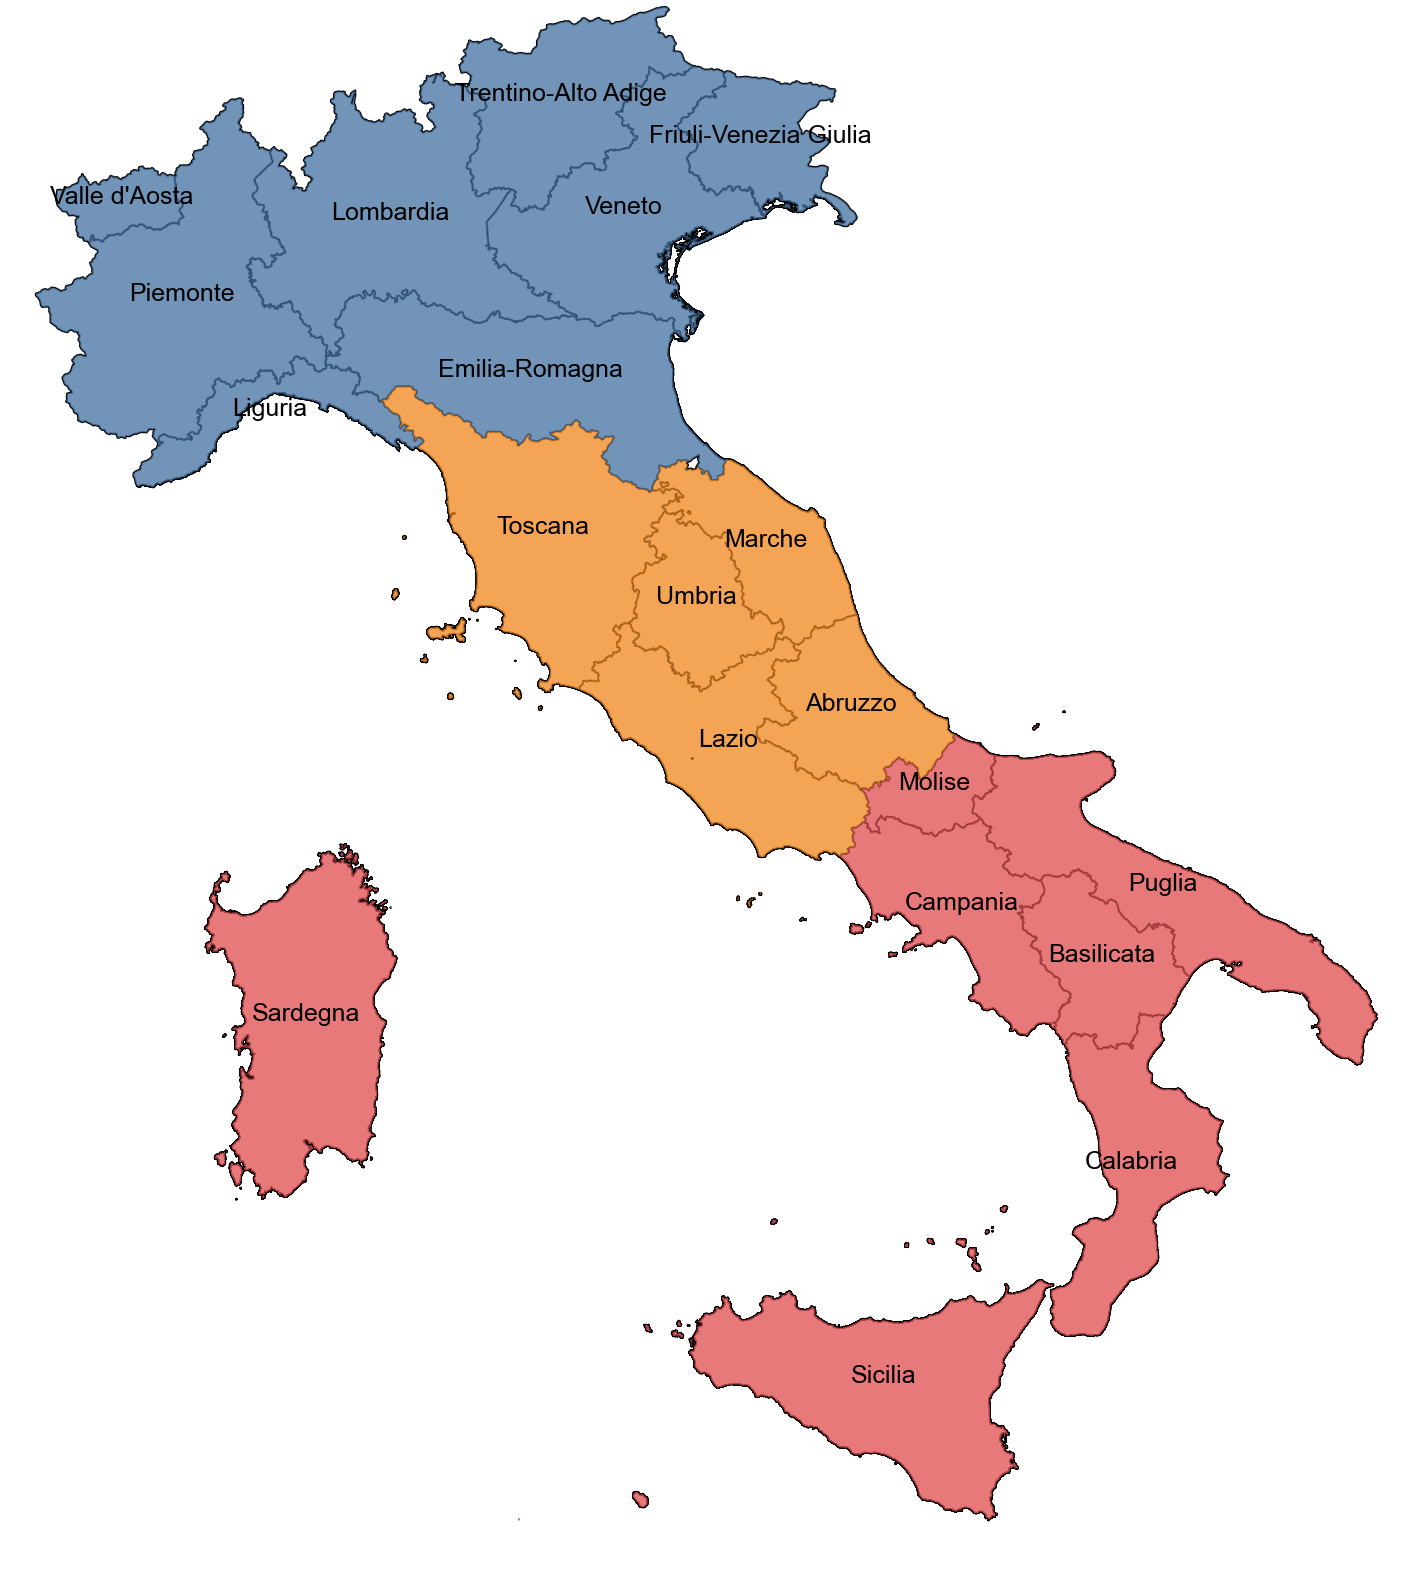 Trentino-Alto Adige
Friuli-Venezia Giulia
Valle d'Aosta
Lombardia
Veneto
Piemonte
Emilia-Romagna
Liguria
Toscana
Marche
Umbria
Abruzzo
Lazio
Molise
Puglia
Campania
Basilicata
Sardegna
Calabria
Sicilia